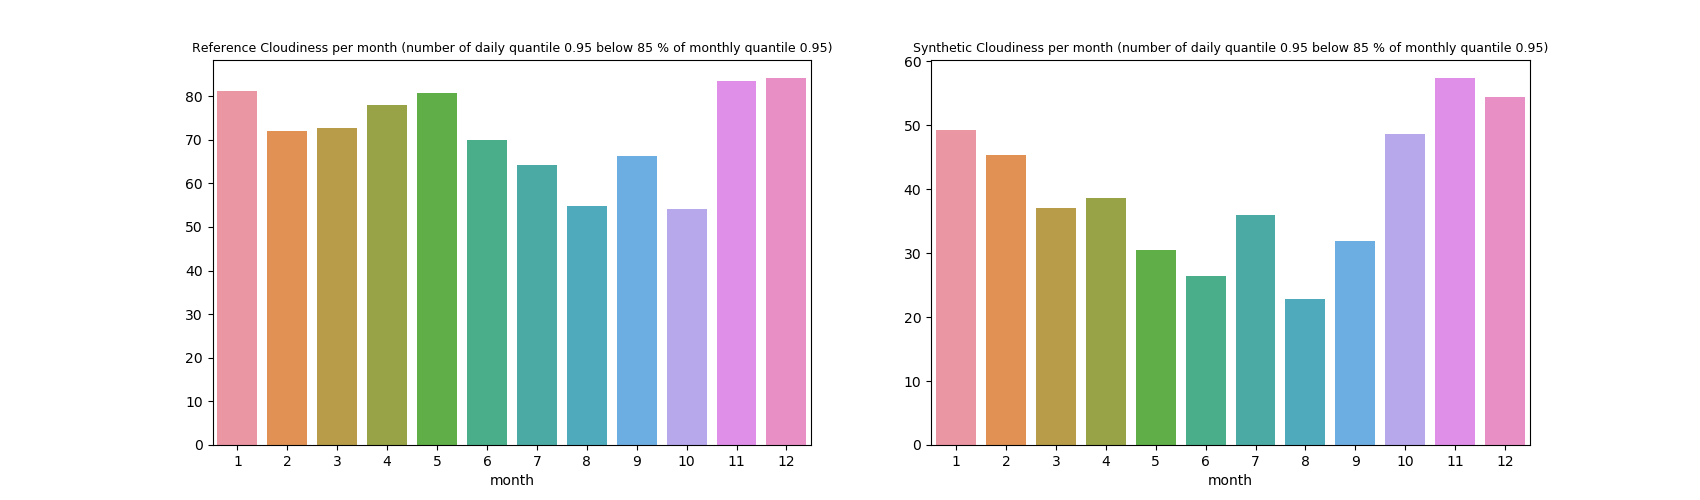 Reference Cloudiness per month (number of daily quantile 0.95 below 85 % of monthly quantile 0.95)
80
70
60
50
40
30
20
10
0
1 2 3 4 5 6 7 8 9 10 11 12
month
Synthetic Cloudiness per month (number of daily quantile 0.95 below 85 % of monthly quantile 0.95)
60
50
40
30
20
10
0
1 2 3 4 5 6 7 8 9 10 11 12
month